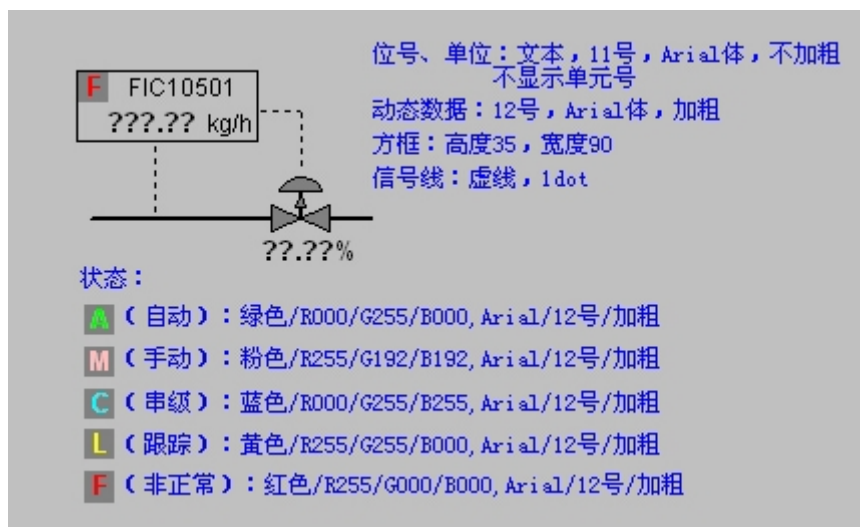 位号、单位：文本，11号，Arial体，不加粗
不显示单元号
F FIC10501
???.?? kg/h
动态数据：12号，Arial体，加粗
方框：高度35，宽度90
信号线：虚线，1dot
??.??%
状态：
A（自动）：绿色/R000/G255/B000,Arial/12号/加粗
M（手动）：粉色/R255/G192/B192,Arial/12号/加粗
C（串级）：蓝色/R000/G255/B255,Arial/12号/加粗
L（跟踪）：黄色/R255/G255/B000,Arial/12号/加粗
F（非正常）：红色/R255/G000/B000,Arial/12号/加粗